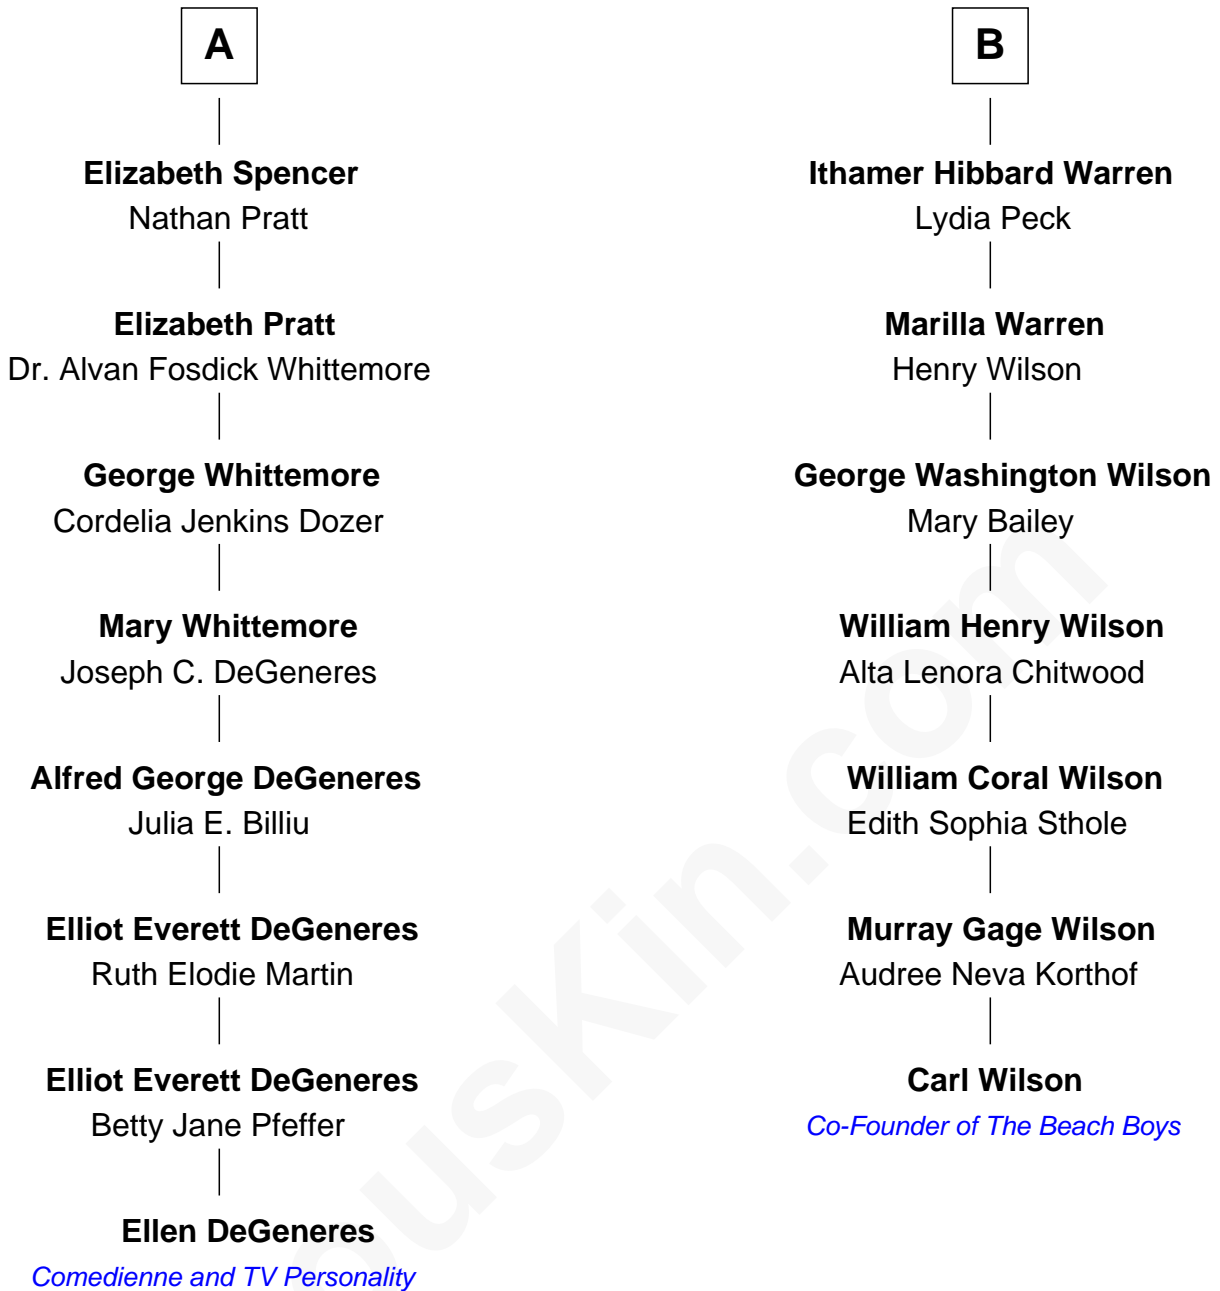 A
Elizabeth Spencer
Nathan Pratt
Elizabeth Pratt
Dr. Alvan Fosdick Whittemore
George Whittemore
Cordelia Jenkins Dozer
Mary Whittemore
Joseph C. DeGeneres
Alfred George DeGeneres
Julia E. Billiu
Elliot Everett DeGeneres
Ruth Elodie Martin
Elliot Everett DeGeneres
Betty Jane Pfeffer
Ellen DeGeneres
Comedienne and TV Personality
B
Ithamer Hibbard Warren
Lydia Peck
Marilla Warren
Henry Wilson
George Washington Wilson
Mary Bailey
William Henry Wilson
Alta Lenora Chitwood
William Coral Wilson
Edith Sophia Sthole
Murray Gage Wilson
Audree Neva Korthof
Carl Wilson
Co-Founder of The Beach Boys
ousKin.com